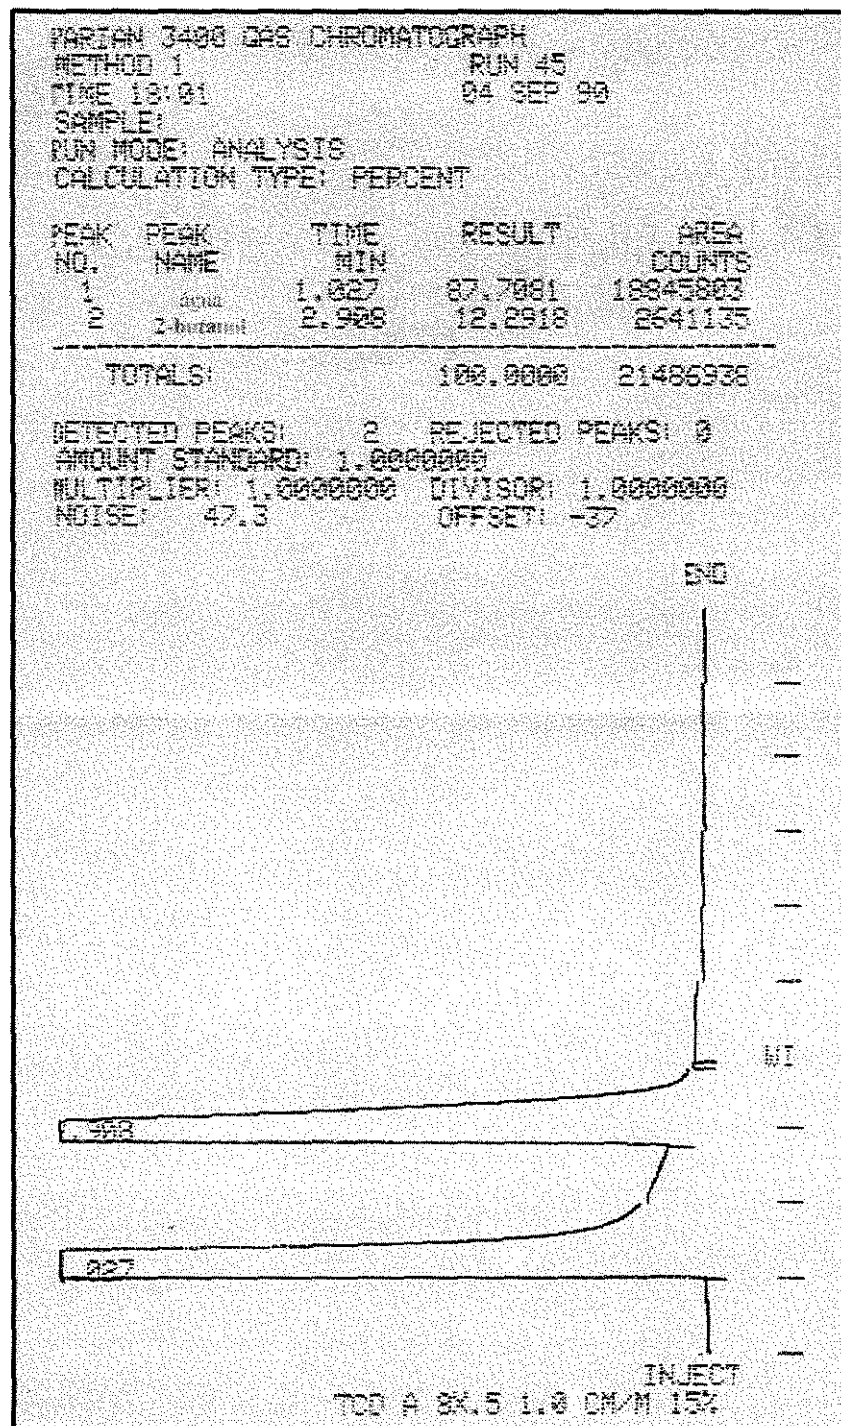 VARIAN 3400 GAS CHROMATOGRAPH
METHOD 1 RUN 45
TIME 18:01 04 SEP 90
SAMPLE:
RUN MODE: ANALYSIS
CALCULATION TYPE: PERCENT
PEAK PEAK TIME RESULT AREA
NO. NAME MIN COUNTS
1 agua 1.027 87.7081 18845803
2 2-butanol 2.908 12.2918 2641135
TOTALS: 100.0000 21486938
DETECTED PEAKS: 2 REJECTED PEAKS: 0
AMOUNT STANDARD: 1.0000000
MULTIPLIER: 1.0000000 DIVISOR: 1.0000000
NOISE: 47.3 OFFSET: -37
END
WI
.908
.027
INJECT
TCD A 8X.5 1.0 CM/M 15%